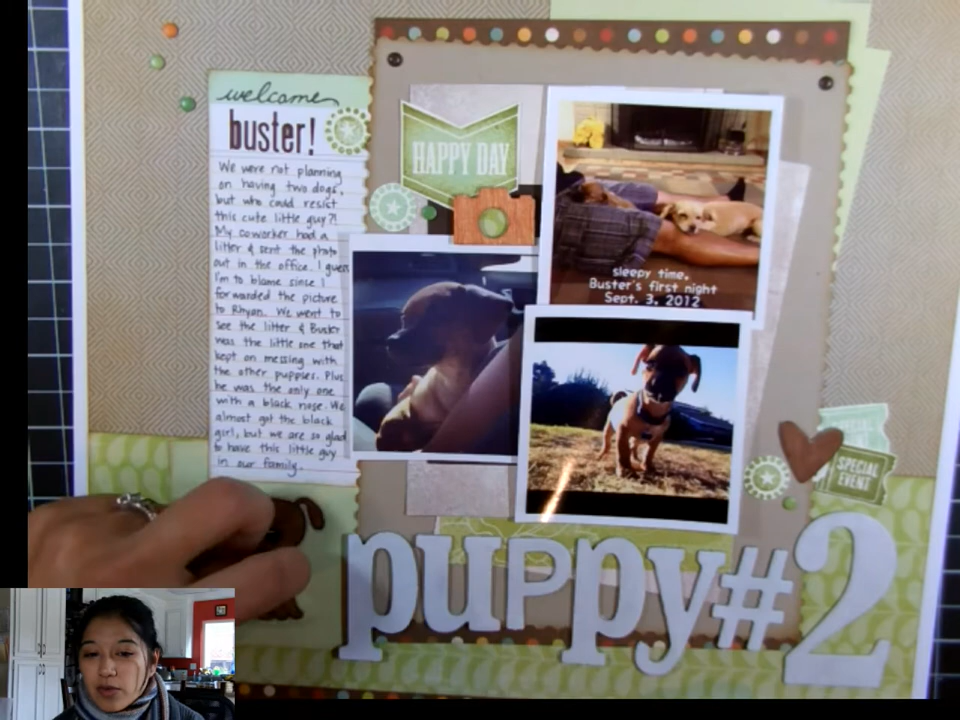 welcome
buster!
We were not planning
on having two dogs,
but who could resist
this cute little guy?!
My coworker had a
litter & sent the photo
out in the office. I guess
I'm to blame since I
forwarded the picture
to Rhyan. We went to
see the litter & Buster
was the little one that
kept on messing with
the other puppies. Plus
he was the only one
with a black nose. We
almost got the black
girl, but we are so glad
to have this little guy
in our family.
HAPPY DAY
sleepy time.
Buster's first night
Sept. 3, 2012
SPECIAL
EVENT
puppy#2